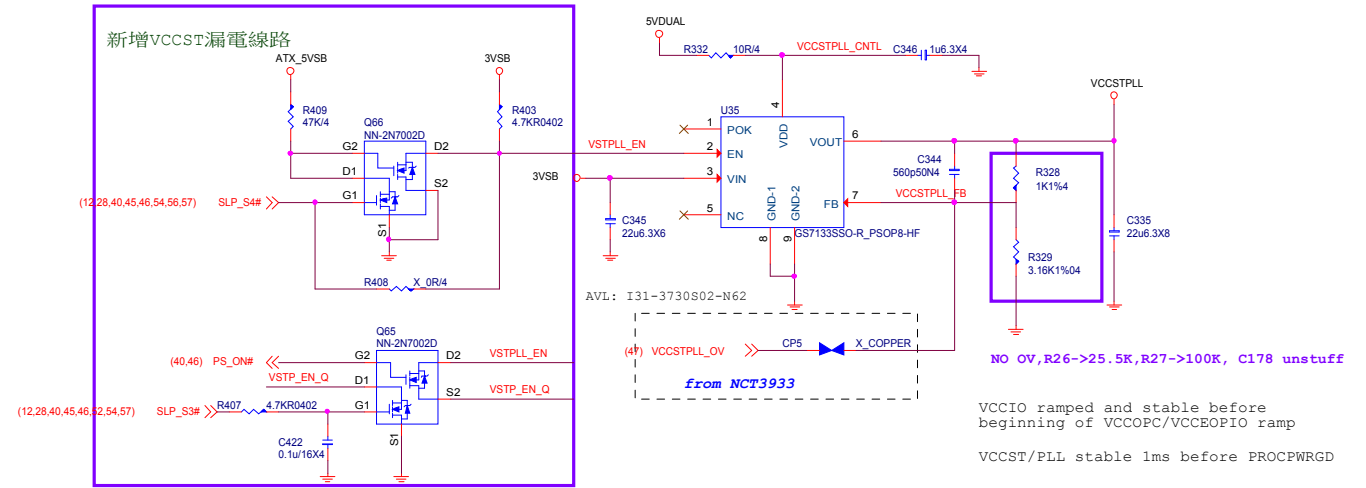 新增VCCST漏電線路
ATX_5VSB
3VSB
R409
47K/4
R403
4.7KR0402
Q66
NN-2N7002D
G2
D2
D1
S2
G1
S1
(12,28,40,45,46,54,56,57)
SLP_S4#
R408
X_0R/4
Q65
NN-2N7002D
(40,46)
PS_ON#
G2
D2
VSTPLL_EN
VSTP_EN_Q
D1
S2
VSTP_EN_Q
(12,28,40,45,46,52,54,57)
SLP_S3#
R407
4.7KR0402
G1
S1
C422
0.1u/16X4
5VDUAL
R332
10R/4
VCCSTPLL_CNTL
C346
1u6.3X4
VCCSTPLL
U35
4
1
POK
VDD
VOUT
6
VSTPLL_EN
2
EN
3VSB
3
VIN
5
NC
GND-1
GND-2
FB
7
8
9
GS7133SSO-R_PSOP8-HF
C345
22u6.3X6
C344
560p50N4
VCCSTPLL_FB
R328
1K1%4
R329
3.16K1%04
C335
22u6.3X8
AVL: I31-3730S02-N62
(47)
VCCSTPLL_OV
CP5
X_COPPER
from NCT3933
NO OV,R26->25.5K,R27->100K, C178 unstuff
VCCIO ramped and stable before
beginning of VCCOPC/VCCEOPIO ramp
VCCST/PLL stable 1ms before PROCPWRGD